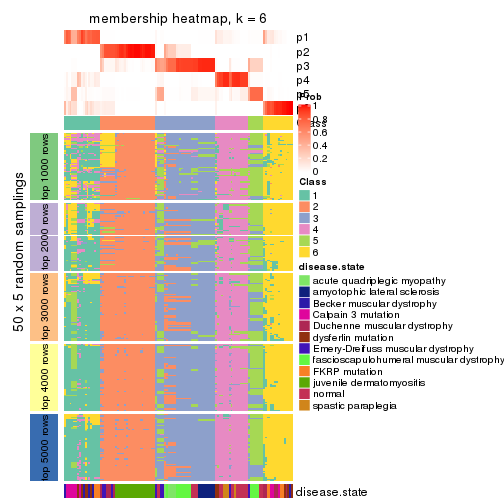 membership heatmap, k = 6
p1
p2
p3
p4
p5
Prob
1
0.8
0.6
0.4
0.2
0
Class
1
2
3
4
5
6
disease.state
acute quadriplegic myopathy
amyotophic lateral sclerosis
Becker muscular dystrophy
Calpain 3 mutation
Duchenne muscular dystrophy
dysferlin mutation
Emery-Dreifuss muscular dystrophy
fascioscapulohumeral muscular dystrophy
FKRP mutation
juvenile dermatomyositis
normal
spastic paraplegia
50 x 5 random samplings
top 1000 rows
top 2000 rows
top 3000 rows
top 4000 rows
top 5000 rows
disease.state